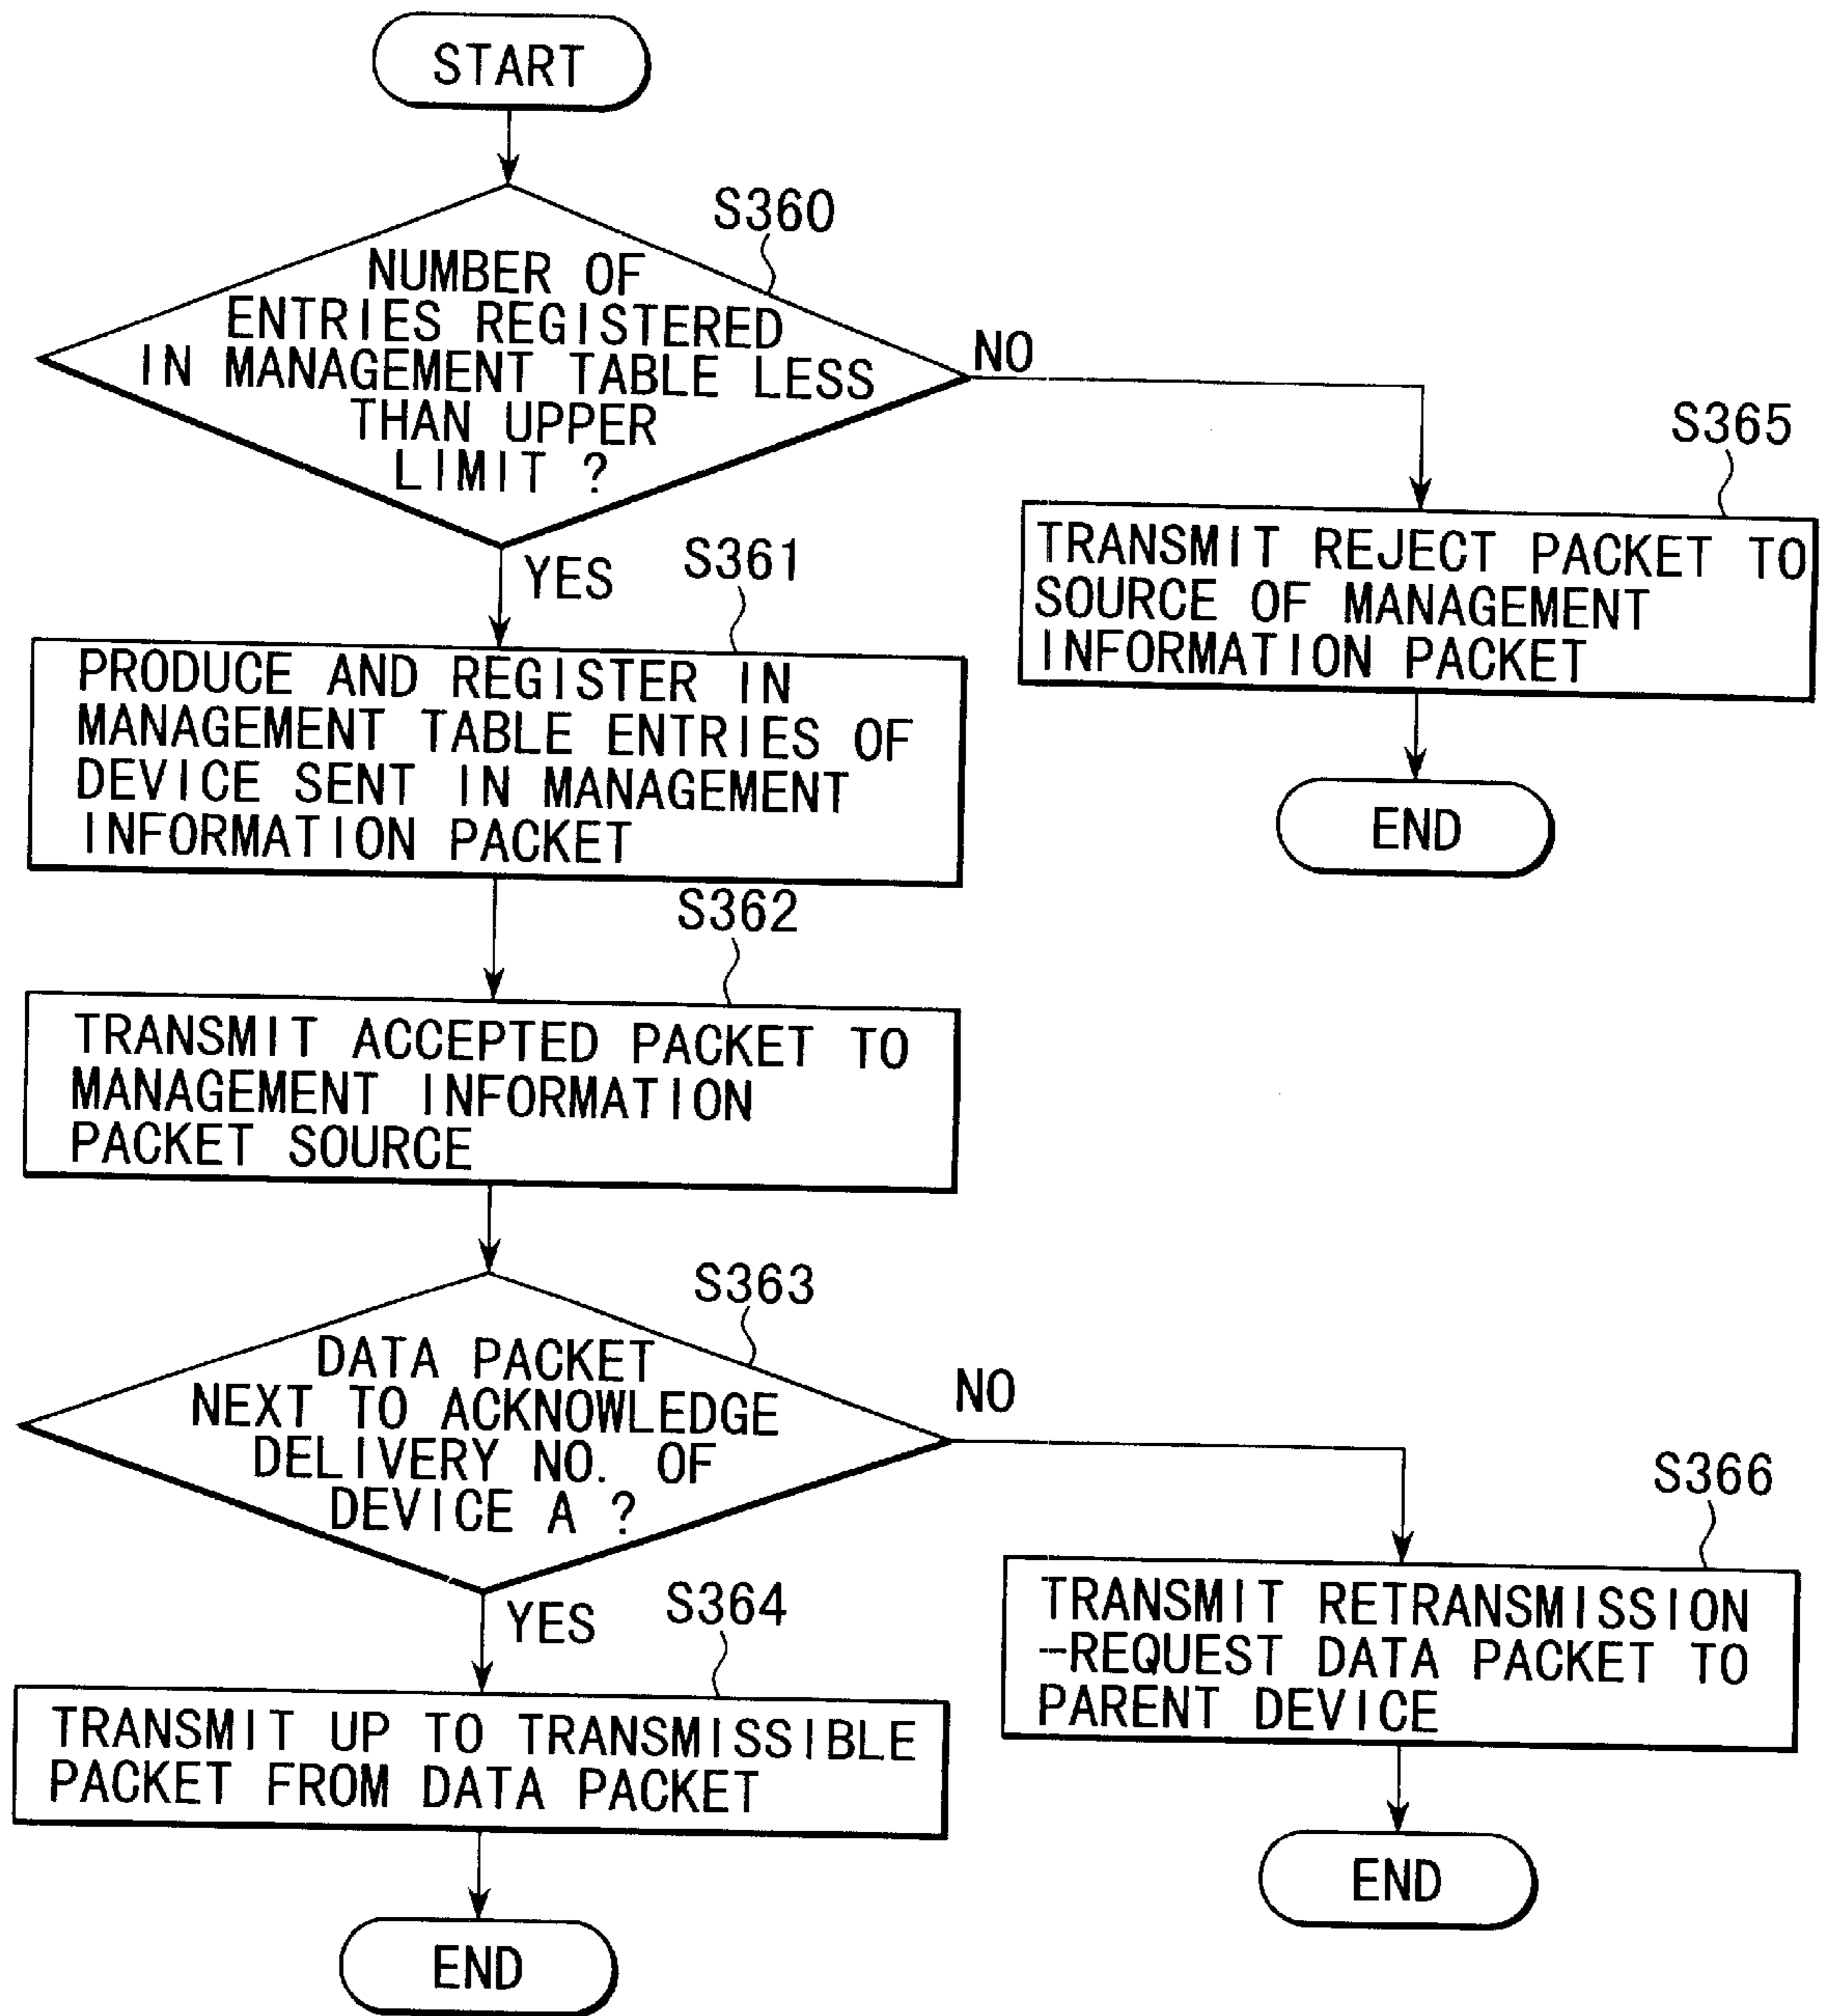 START
S360
NUMBER OF
ENTRIES REGISTERED
IN MANAGEMENT TABLE LESS
THAN UPPER
LIMIT ?
NO
YES
S365
TRANSMIT REJECT PACKET TO
SOURCE OF MANAGEMENT
INFORMATION PACKET
END
S361
PRODUCE AND REGISTER IN
MANAGEMENT TABLE ENTRIES OF
DEVICE SENT IN MANAGEMENT
INFORMATION PACKET
S362
TRANSMIT ACCEPTED PACKET TO
MANAGEMENT INFORMATION
PACKET SOURCE
S363
DATA PACKET
NEXT TO ACKNOWLEDGE
DELIVERY NO. OF
DEVICE A ?
NO
YES
S366
TRANSMIT RETRANSMISSION
-REQUEST DATA PACKET TO
PARENT DEVICE
END
S364
TRANSMIT UP TO TRANSMISSIBLE
PACKET FROM DATA PACKET
END